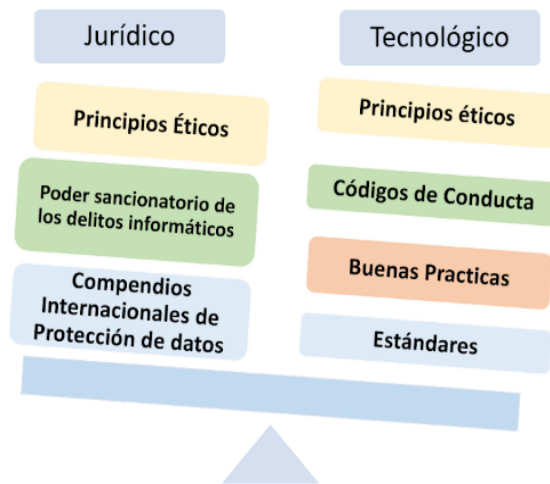 Jurídico
Principios Éticos
Poder sancionatorio de
los delitos informáticos
Compendios
Internacionales de
Protección de datos
Tecnológico
Principios éticos
Códigos de Conducta
Buenas Practicas
Estándares